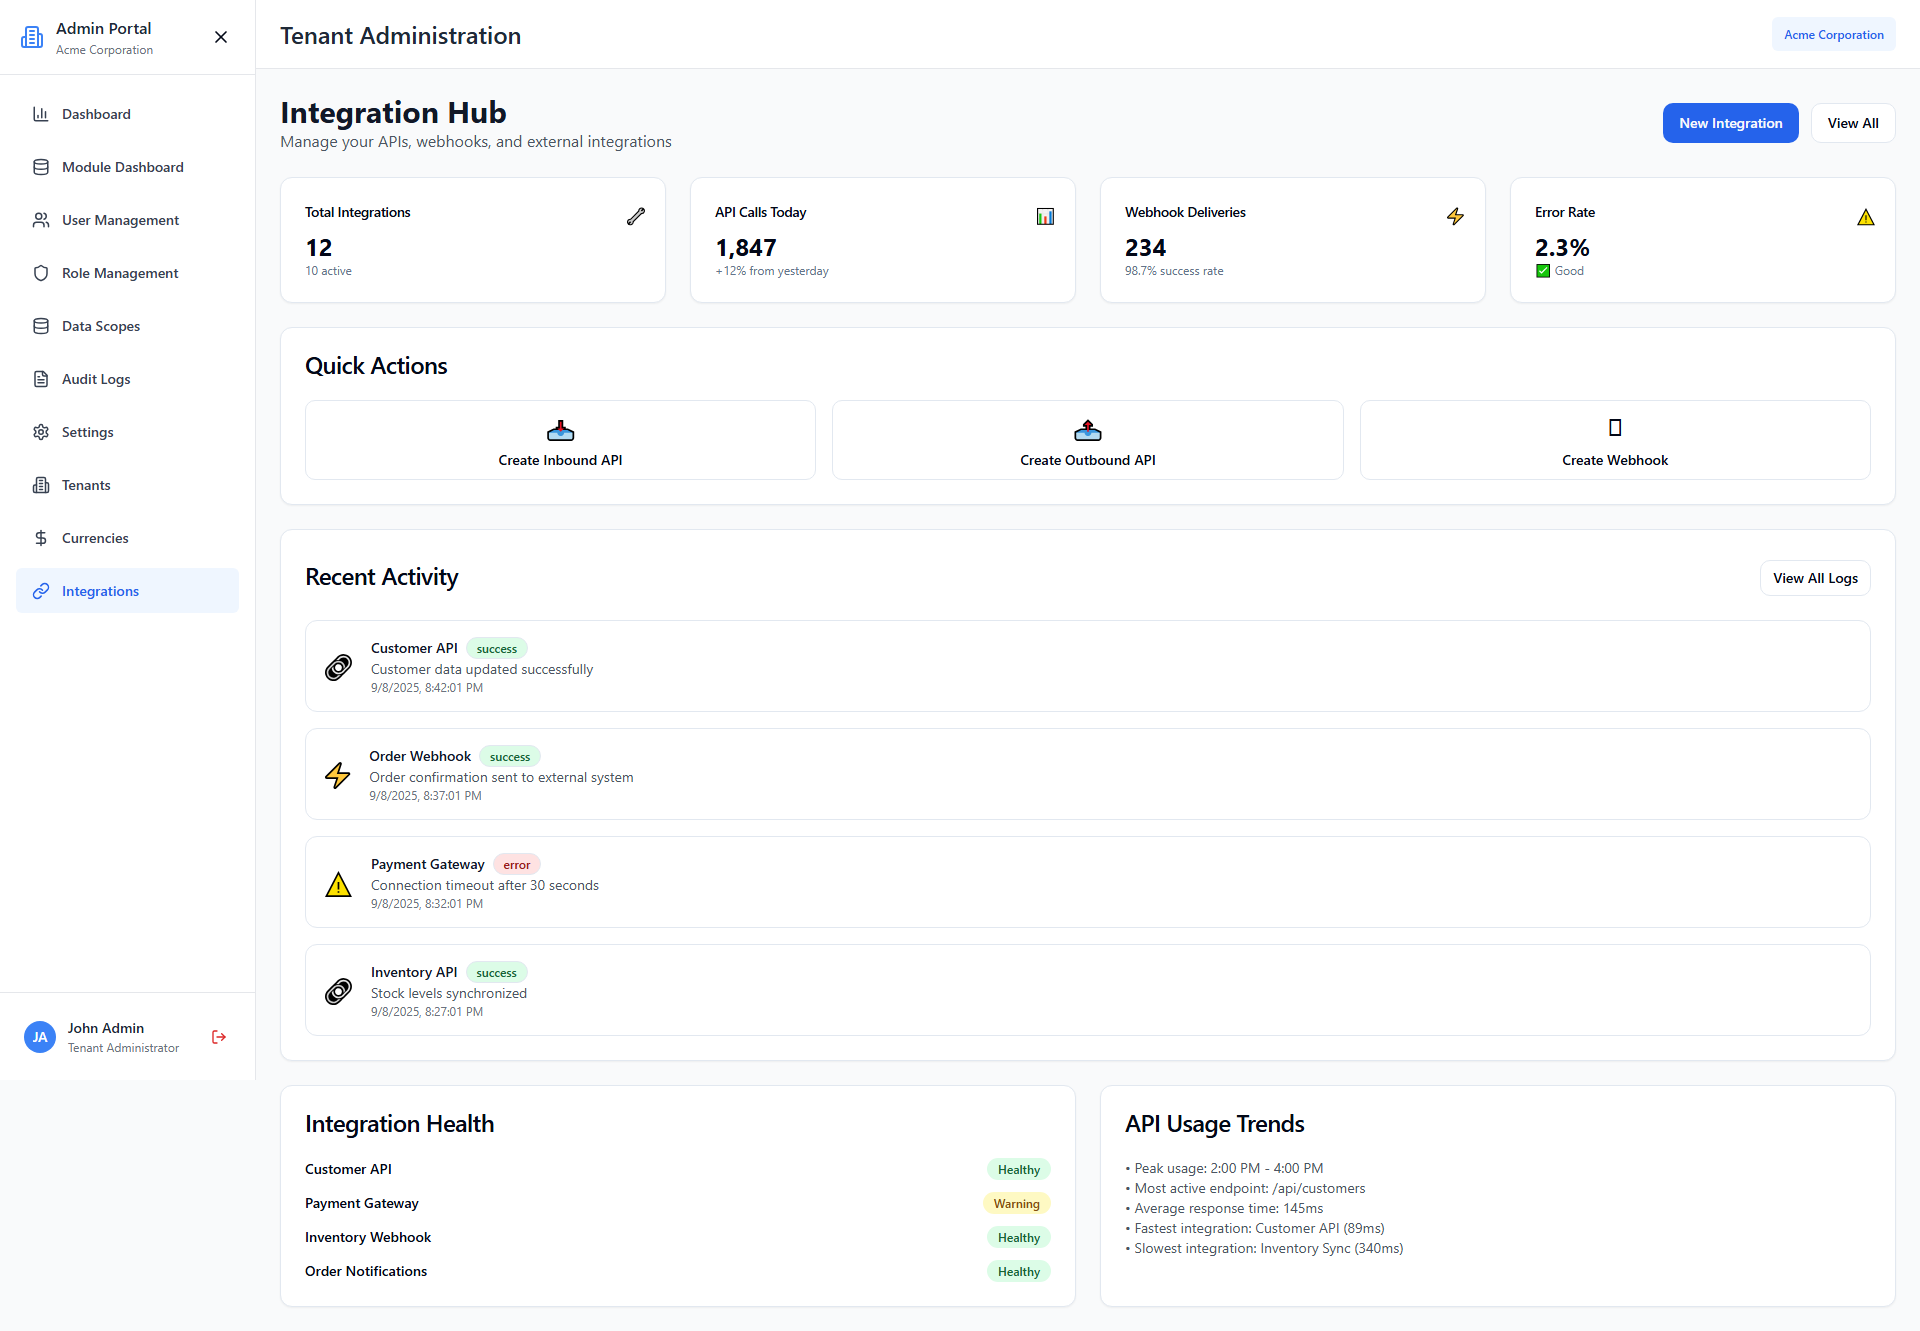 Admin Portal
Acme Corporation
Dashboard
Module Dashboard
User Management
Role Management
Data Scopes
Audit Logs
Settings
Tenants
Currencies
Integrations
JA
John Admin
Tenant Administrator
Tenant Administration
Acme Corporation
Integration Hub
Manage your APIs, webhooks, and external integrations
New Integration
View All
Total Integrations
12
10 active
API Calls Today
1,847
+12% from yesterday
Webhook Deliveries
234
98.7% success rate
Error Rate
2.3%
✅ Good
Quick Actions
Create Inbound API
Create Outbound API
Create Webhook
Recent Activity
View All Logs
Customer API success
Customer data updated successfully
9/8/2025, 8:42:01 PM
Order Webhook success
Order confirmation sent to external system
9/8/2025, 8:37:01 PM
Payment Gateway error
Connection timeout after 30 seconds
9/8/2025, 8:32:01 PM
Inventory API success
Stock levels synchronized
9/8/2025, 8:27:01 PM
Integration Health
Customer API Healthy
Payment Gateway Warning
Inventory Webhook Healthy
Order Notifications Healthy
API Usage Trends
• Peak usage: 2:00 PM - 4:00 PM
• Most active endpoint: /api/customers
• Average response time: 145ms
• Fastest integration: Customer API (89ms)
• Slowest integration: Inventory Sync (340ms)